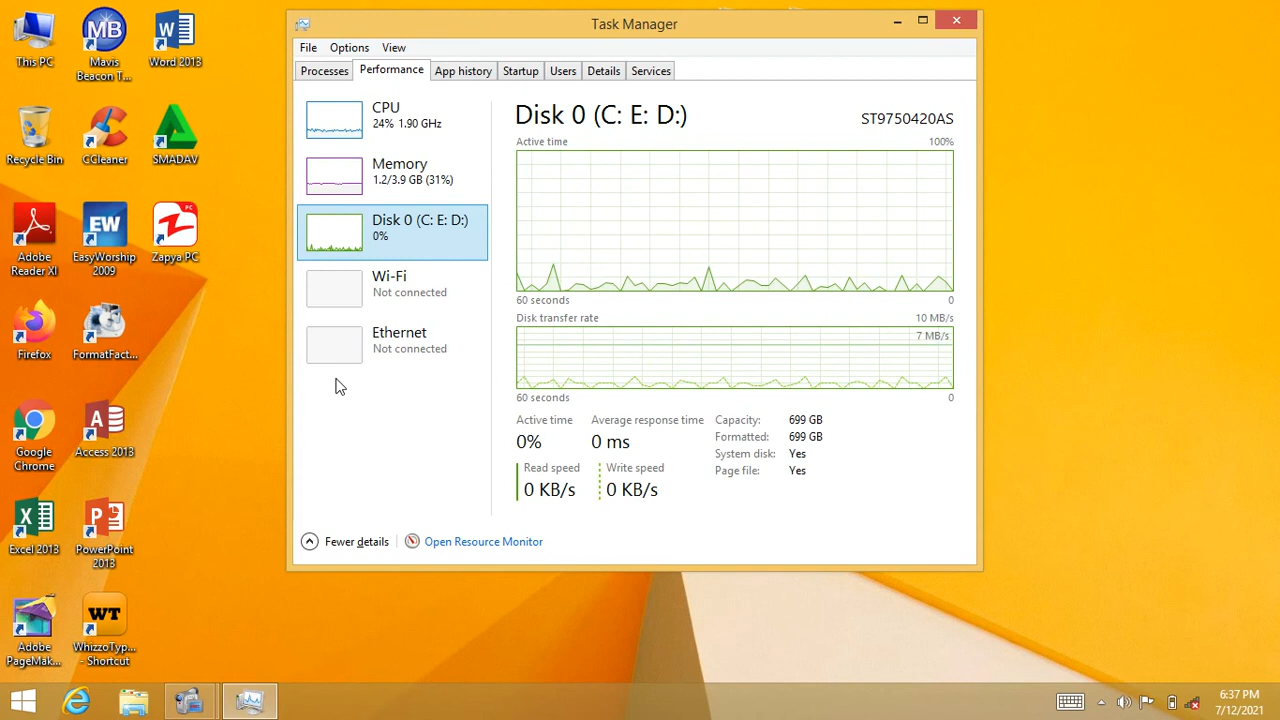 This PC
MB
Mavis
Beacon T...
Word 2013
Recycle Bin
CCleaner
SMADAV
Adobe
Reader XI
EW
EasyWorship
2009
PC
Zapya PC
Firefox
FormatFact...
Google
Chrome
Access 2013
Excel 2013
PowerPoint
2013
Adobe
PageMak...
WT
WhizzoTyp...
- Shortcut
Task Manager
File Options View
Processes Performance App history Startup Users Details Services
CPU
24% 1.90 GHz
Memory
1.2/3.9 GB (31%)
Disk 0 (C: E: D:)
0%
Wi-Fi
Not connected
Ethernet
Not connected
Disk 0 (C: E: D:) ST9750420AS
Active time 100%
60 seconds 0
Disk transfer rate 10 MB/s
7 MB/s
60 seconds 0
Active time Average response time
0% 0 ms
Read speed Write speed
0 KB/s 0 KB/s
Capacity: 699 GB
Formatted: 699 GB
System disk: Yes
Page file: Yes
Fewer details Open Resource Monitor
6:37 PM
7/12/2021